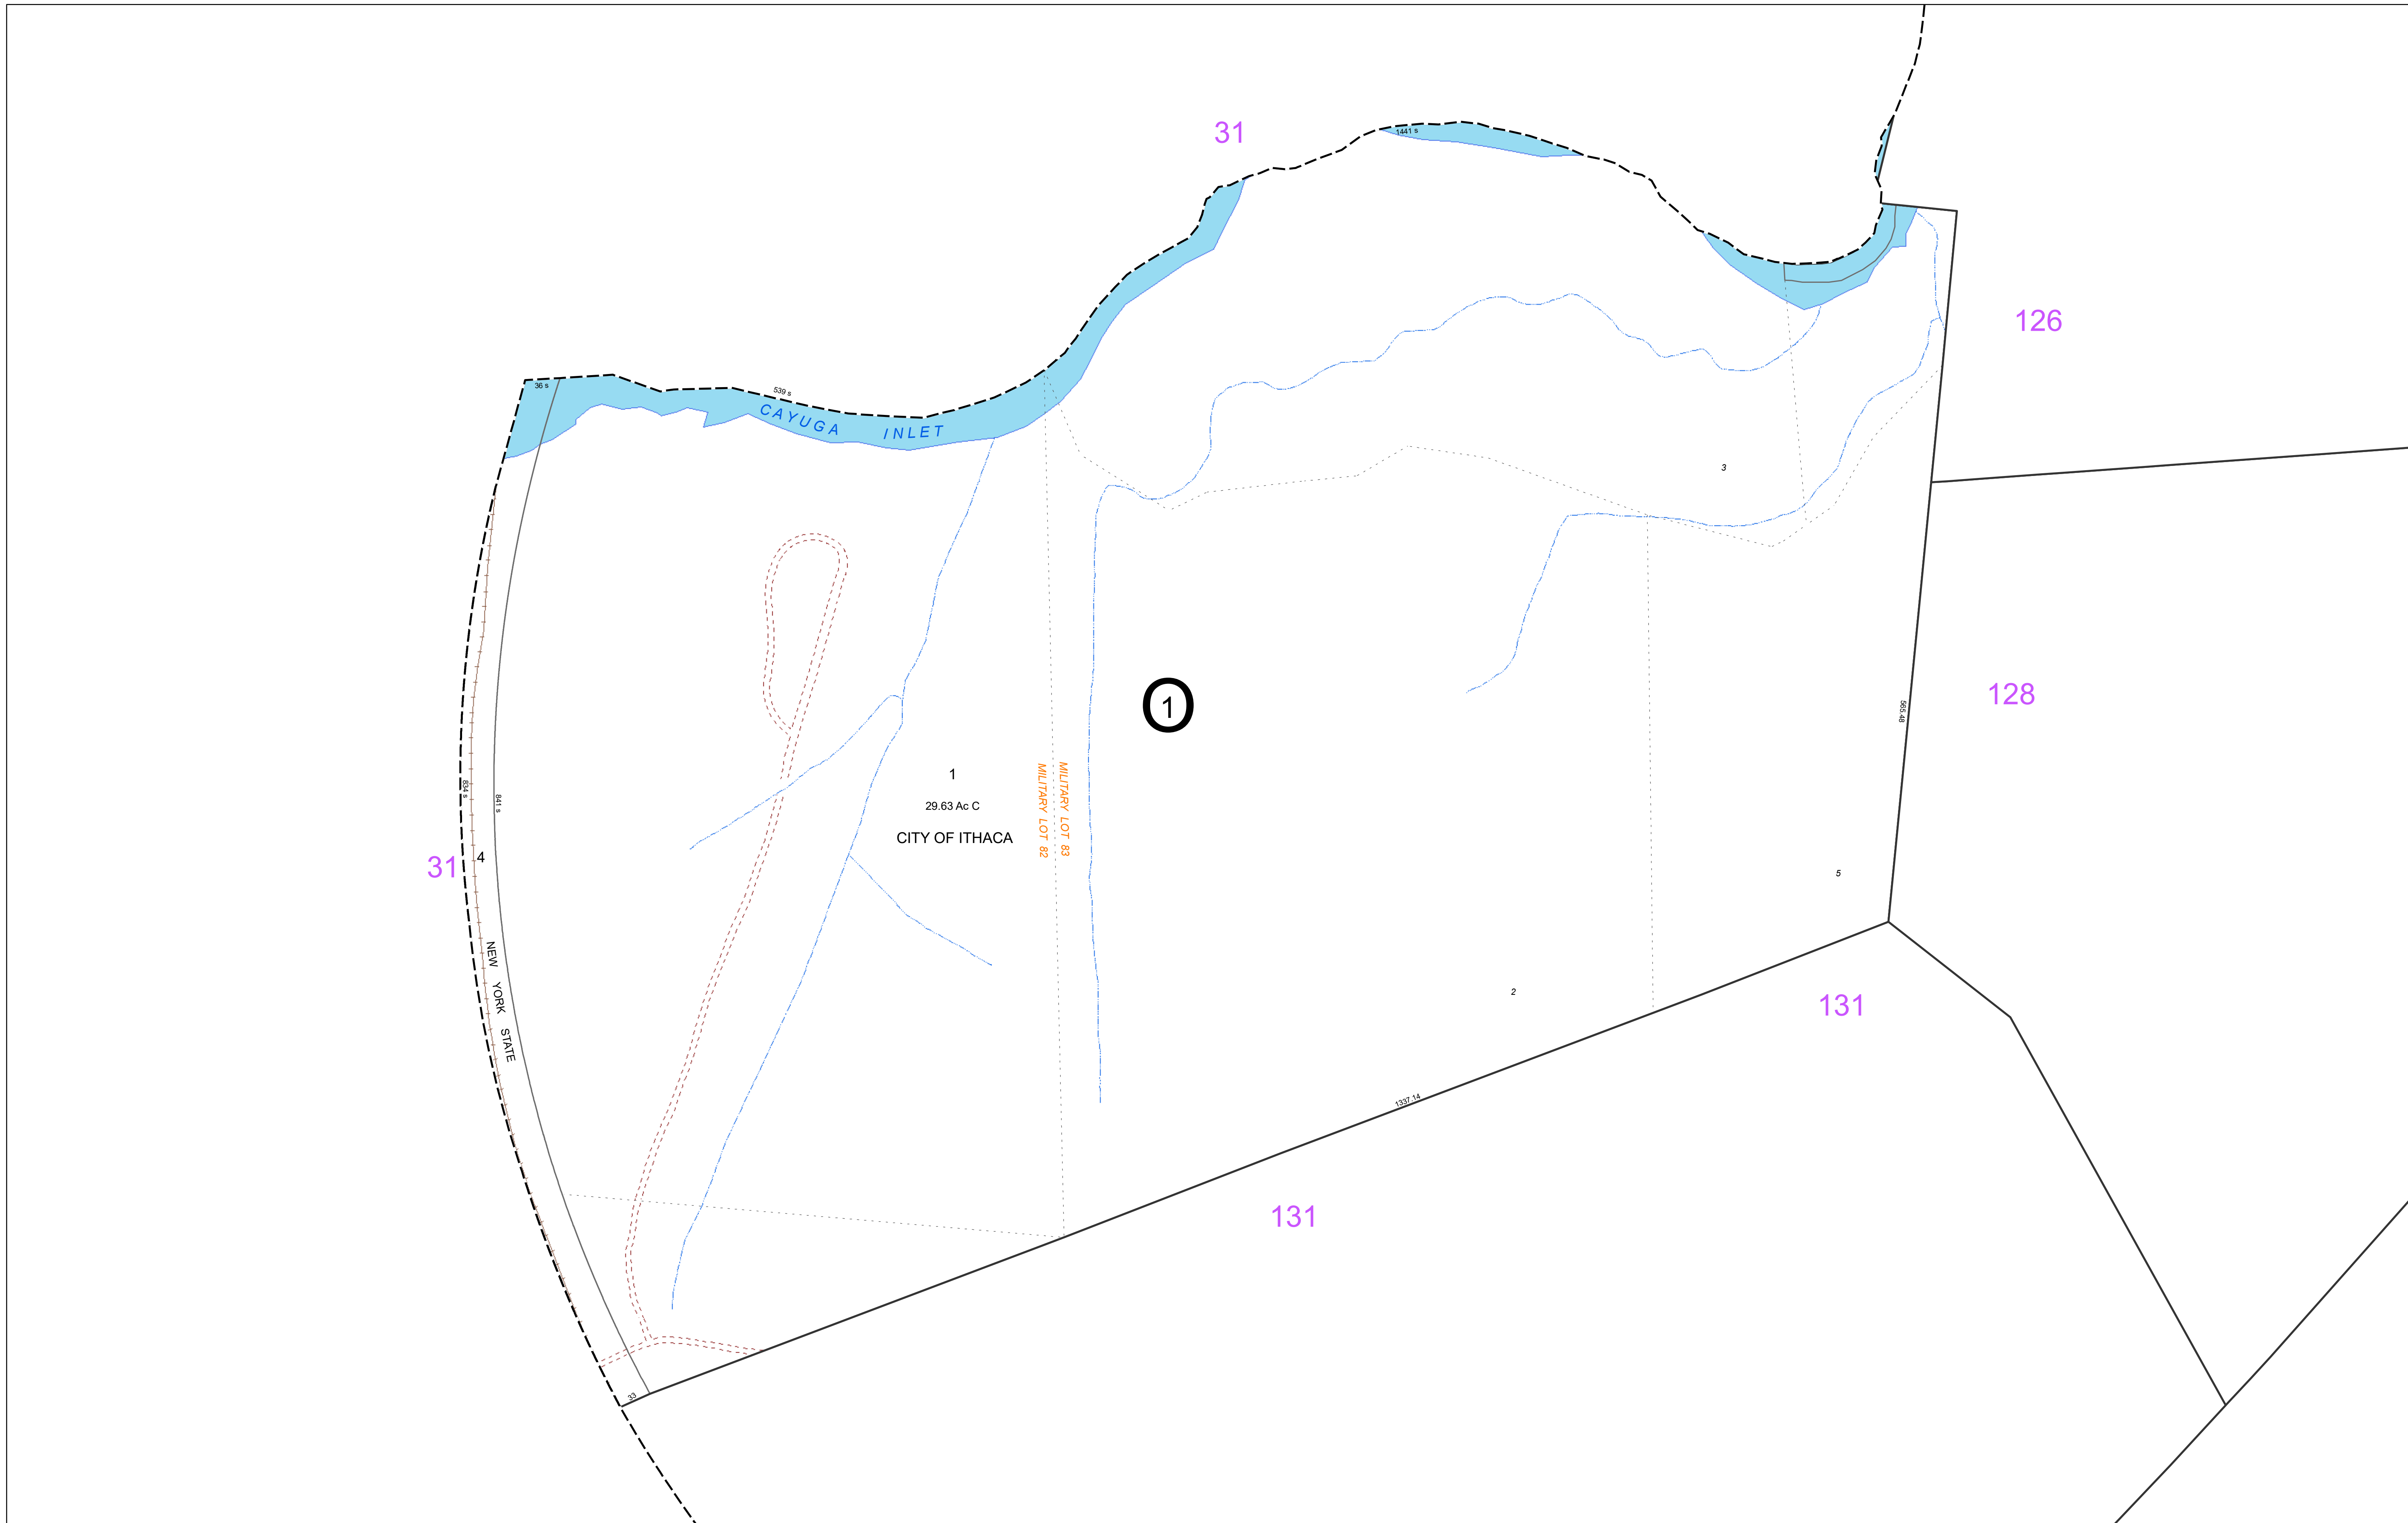 31
1441 s
126
36 s
539 s
CAYUGA INLET
3
128
565.48
1
1
29.63 Ac C
CITY OF ITHACA
MILITARY LOT 82
MILITARY LOT 83
834 s
841 s
31
4
5
NEW YORK STATE
2
131
1337.14
131
33